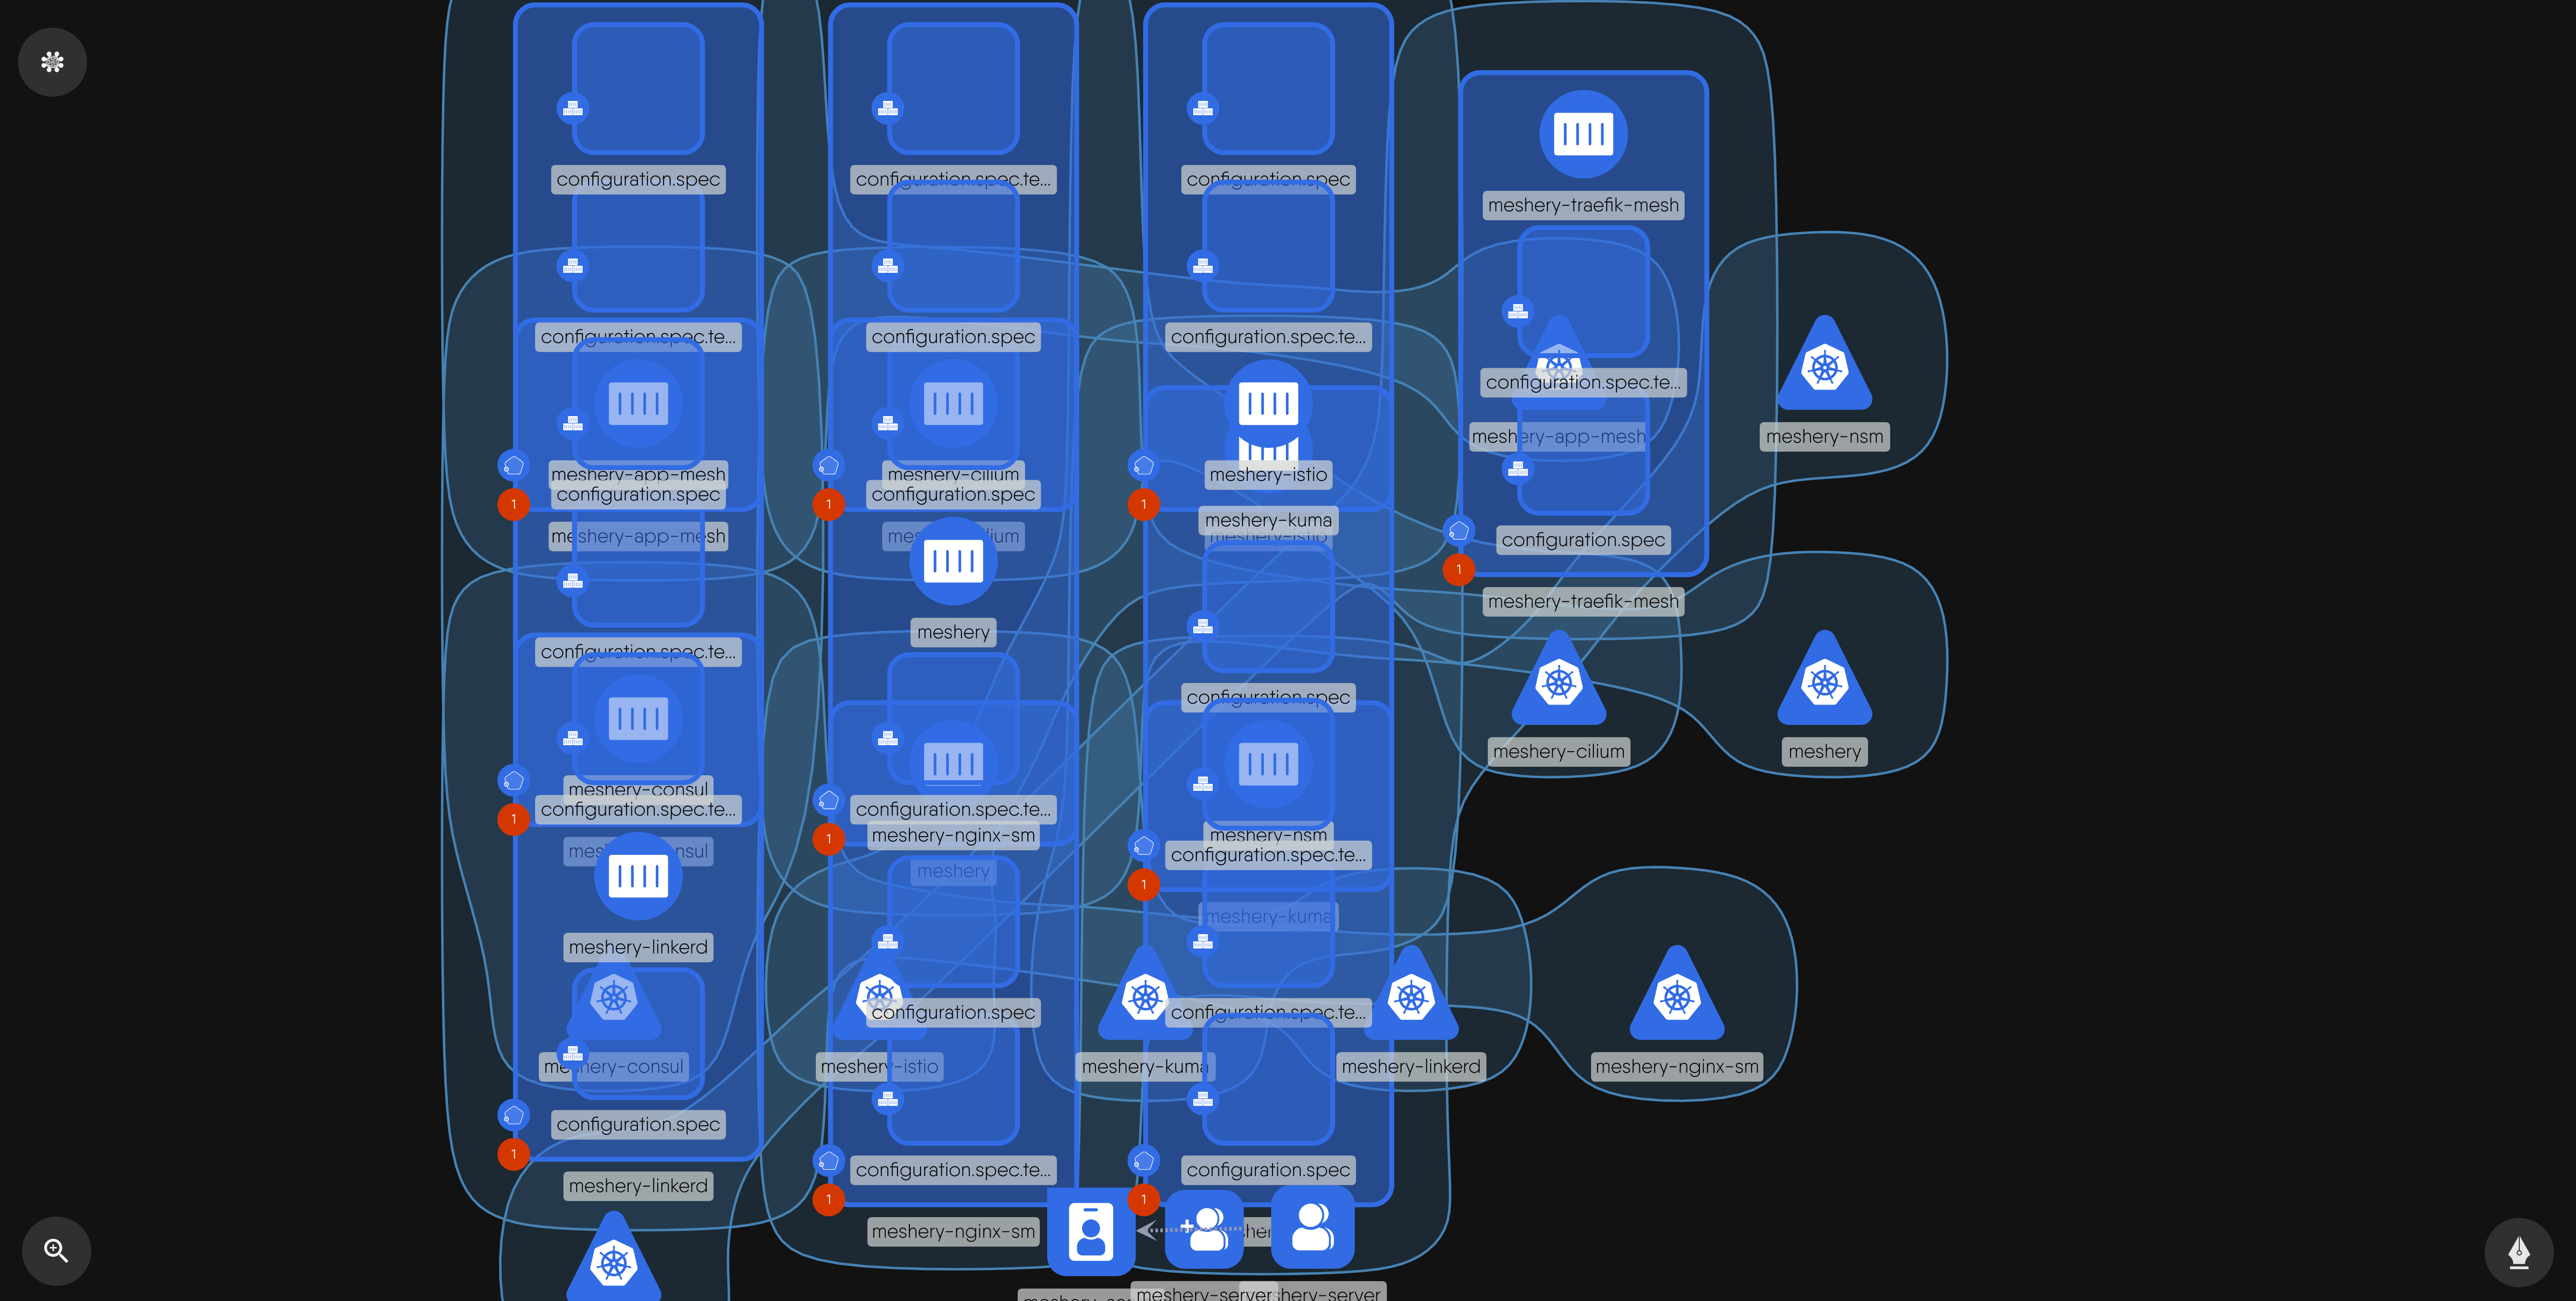 configuration.spec
configuration.spec.te...
configuration.spec
meshery-traefik-mesh
configuration.spec.te...
configuration.spec
configuration.spec.te...
configuration.spec.te...
meshery-app-mesh
meshery-nsm
meshery-app-mesh
meshery-cilium
meshery-istio
configuration.spec
configuration.spec
1
1
1
meshery-kuma
meshery-app-mesh
meshery-istio
configuration.spec
1
meshery-traefik-mesh
meshery
configuration.spec.te...
configuration.spec
meshery-cilium
meshery
meshery-consul
configuration.spec.te...
configuration.spec.te...
1
meshery-nginx-sm
1
meshery-nsm
configuration.spec.te...
meshery
1
meshery-kuma
meshery-linkerd
configuration.spec
configuration.spec.te...
meshery-consul
meshery-istio
meshery-kuma
meshery-linkerd
meshery-nginx-sm
configuration.spec
1
configuration.spec.te...
configuration.spec
meshery-linkerd
1
1
meshery-nginx-sm
meshery-server
shery-server